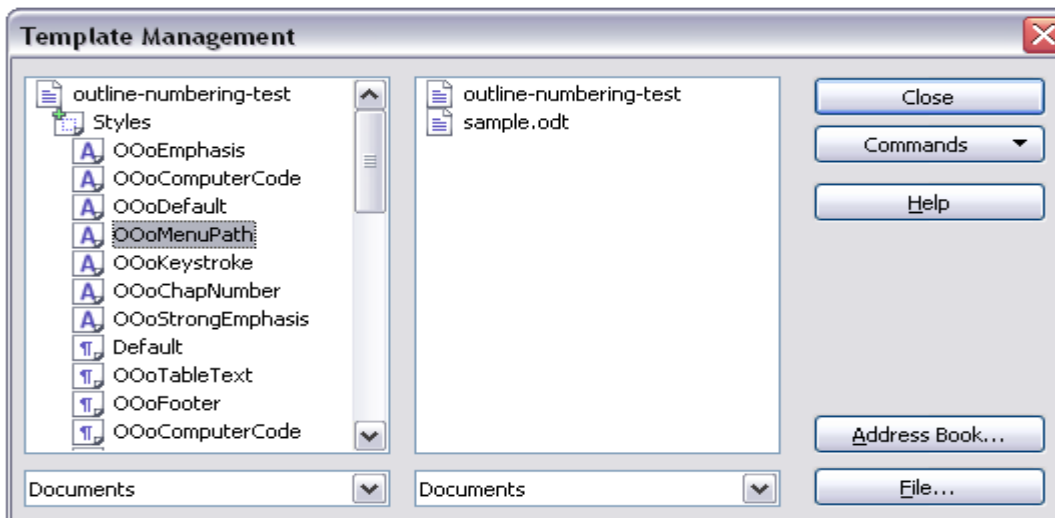 Template Management
outline-numbering-test
Styles
OOoEmphasis
OOoComputerCode
OOoDefault
OOoMenuPath
OOoKeystroke
OOoChapNumber
OOoStrongEmphasis
Default
OOoTableText
OOoFooter
OOoComputerCode
Documents
outline-numbering-test
sample.odt
Documents
Close
Commands
Help
Address Book...
File...